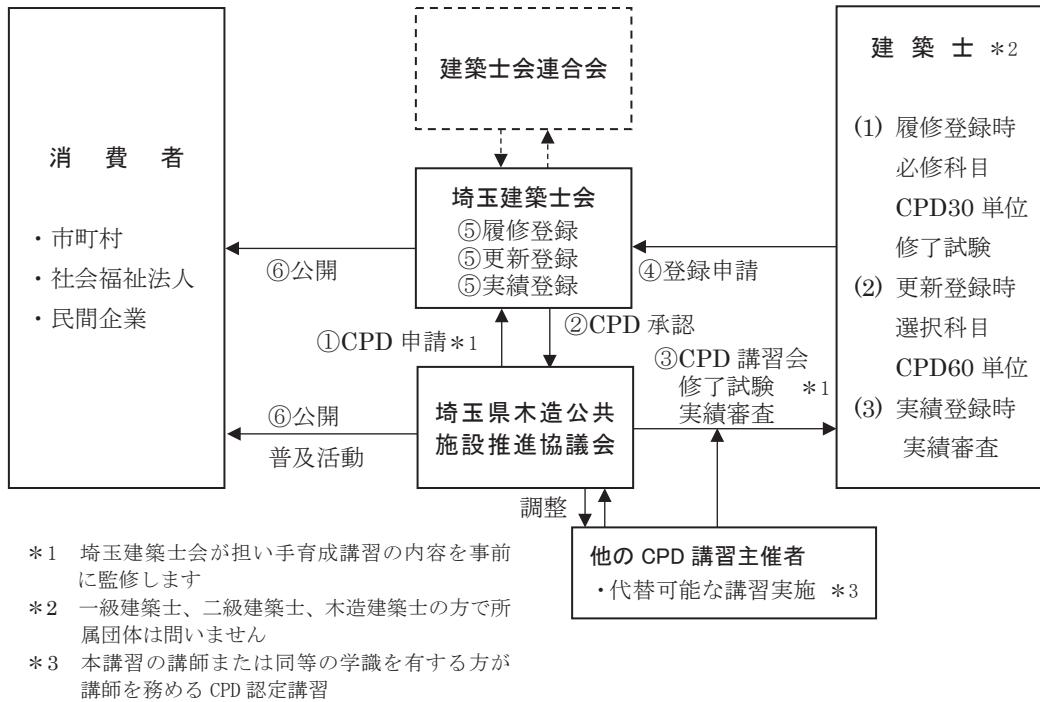 消費者
・市町村
・社会福祉法人
・民間企業
建築士会連合会
埼玉建築士会
⑤履修登録
⑤更新登録
⑤実績登録
⑥公開
④登録申請
①CPD 申請＊1
②CPD 承認
埼玉県木造公共
施設推進協議会
⑥公開
普及活動
③CPD 講習会
修了試験 ＊1
実績審査
調整
他の CPD 講習主催者
・代替可能な講習実施 ＊3
建築士 ＊2
(1) 履修登録時
必修科目
CPD30 単位
修了試験
(2) 更新登録時
選択科目
CPD60 単位
(3) 実績登録時
実績審査
＊1 埼玉建築士会が担い手育成講習の内容を事前
に監修します
＊2 一級建築士、二級建築士、木造建築士の方で所
属団体は問いません
＊3 本講習の講師または同等の学識を有する方が
講師を務める CPD 認定講習